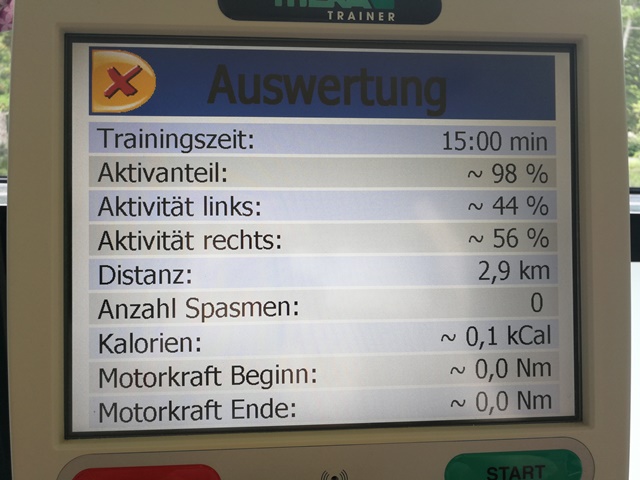 TRAINER
Auswertung
Trainingszeit: 15:00 min
Aktivanteil: ~ 98 %
Aktivität links: ~ 44 %
Aktivität rechts: ~ 56 %
Distanz: 2,9 km
Anzahl Spasmen: 0
Kalorien: ~ 0,1 kCal
Motorkraft Beginn: ~ 0,0 Nm
Motorkraft Ende: ~ 0,0 Nm
START